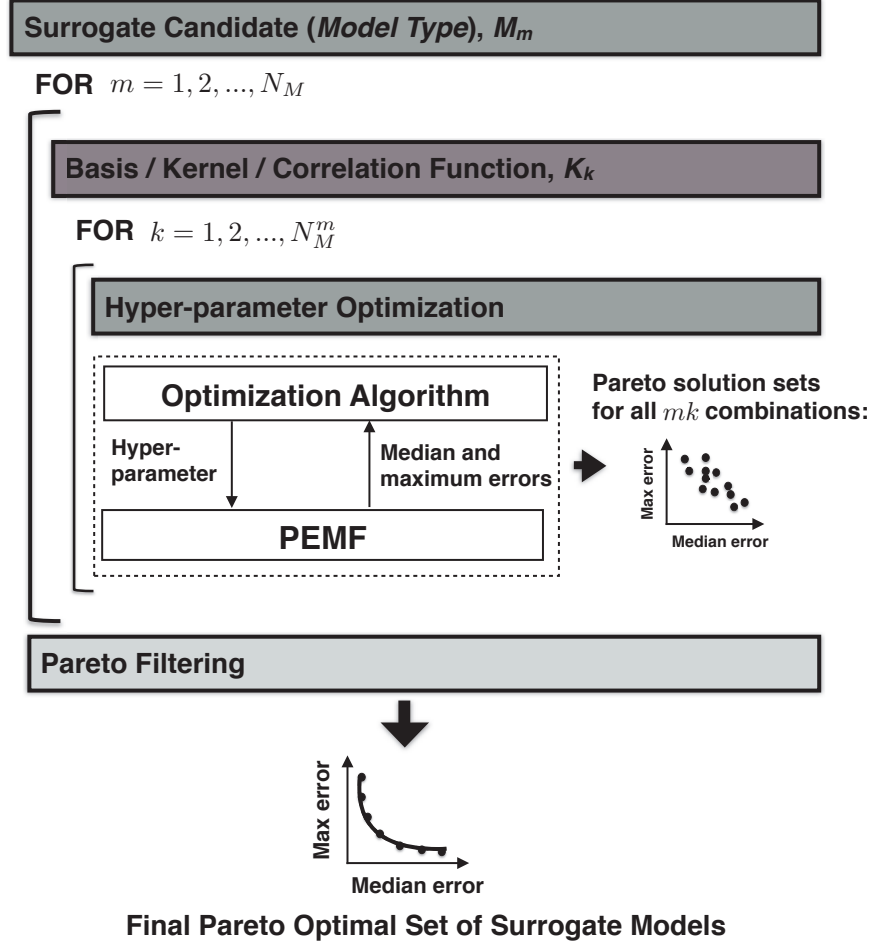 Surrogate Candidate (Model Type), Mₘ
FOR m = 1, 2, ..., N_M
Basis / Kernel / Correlation Function, Kₖ
FOR k = 1, 2, ..., N_M^m
Hyper-parameter Optimization
Optimization Algorithm
Hyper-
parameter
Median and
maximum errors
PEMF
Pareto solution sets
for all mk combinations:
Max error
Median error
Pareto Filtering
Max error
Median error
Final Pareto Optimal Set of Surrogate Models